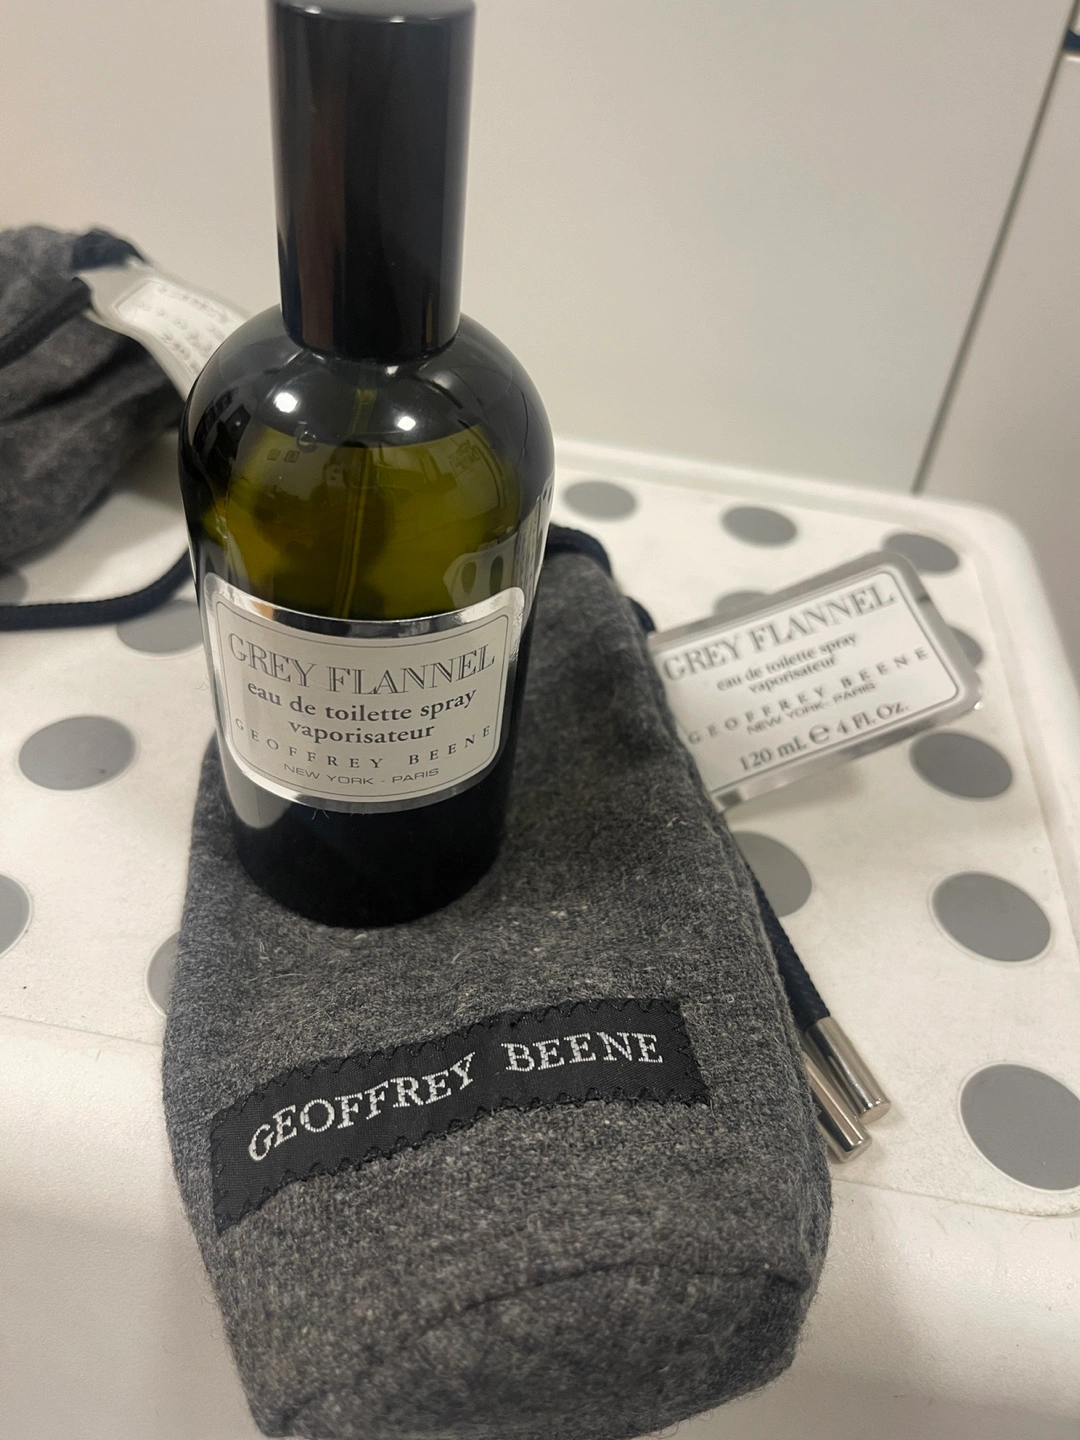 GREY FLANNEL
eau de toilette spray
vaporisateur
GEOFFREY BEENE
NEW YORK - PARIS
GREY FLANNEL
eau de toilette spray
vaporisateur
GEOFFREY BEENE
NEW YORK - PARIS
120 mL ℮ 4 Fl. Oz.
GEOFFREY BEENE